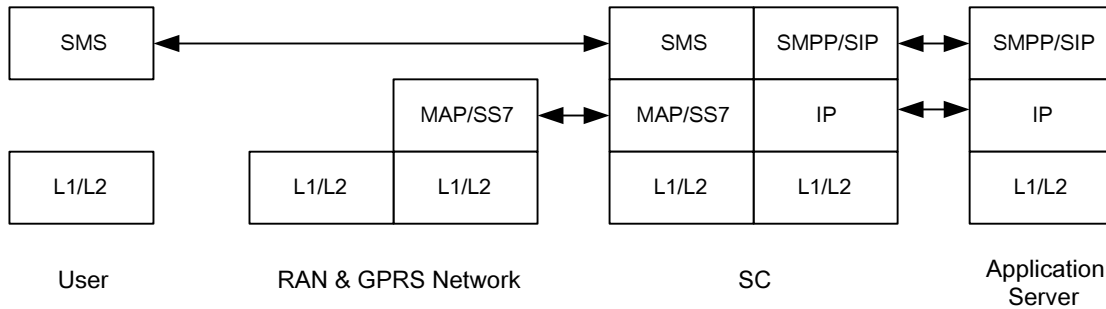 SMS
SMS
SMPP/SIP
SMPP/SIP
MAP/SS7
MAP/SS7
IP
IP
L1/L2
L1/L2
L1/L2
L1/L2
L1/L2
L1/L2
User
RAN & GPRS Network
SC
Application
Server